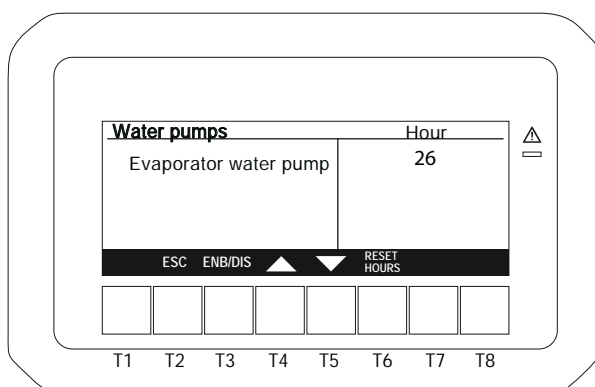 Water pumps Hour
Evaporator water pump 26
ESC ENB/DIS RESET
HOURS
T1 T2 T3 T4 T5 T6 T7 T8